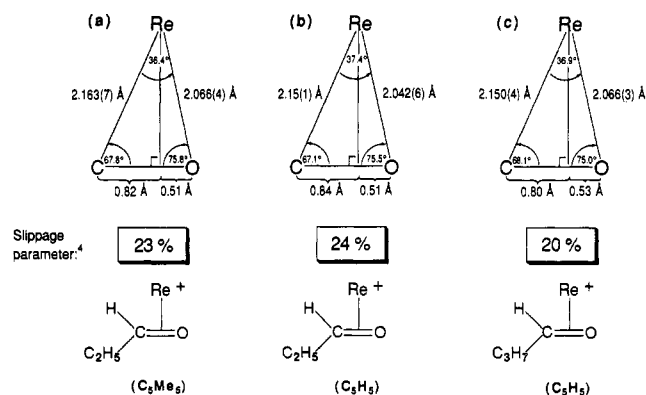 (a) (b) (c)
Re Re Re
36.4° 37.4° 36.9°
2.163(7) Å 2.066(4) Å 2.15(1) Å 2.042(6) Å 2.150(4) Å 2.066(3) Å
67.8° 75.8° 67.1° 75.5° 68.1° 75.0°
C O C O C O
0.82 Å 0.51 Å 0.84 Å 0.51 Å 0.80 Å 0.53 Å
Slippage
parameter:⁴ 23 % 24 % 20 %
Re + Re + Re +
H H H
C O C O C O
C₂H₅ C₂H₅ C₃H₇
(C₅Me₅) (C₅H₅) (C₅H₅)